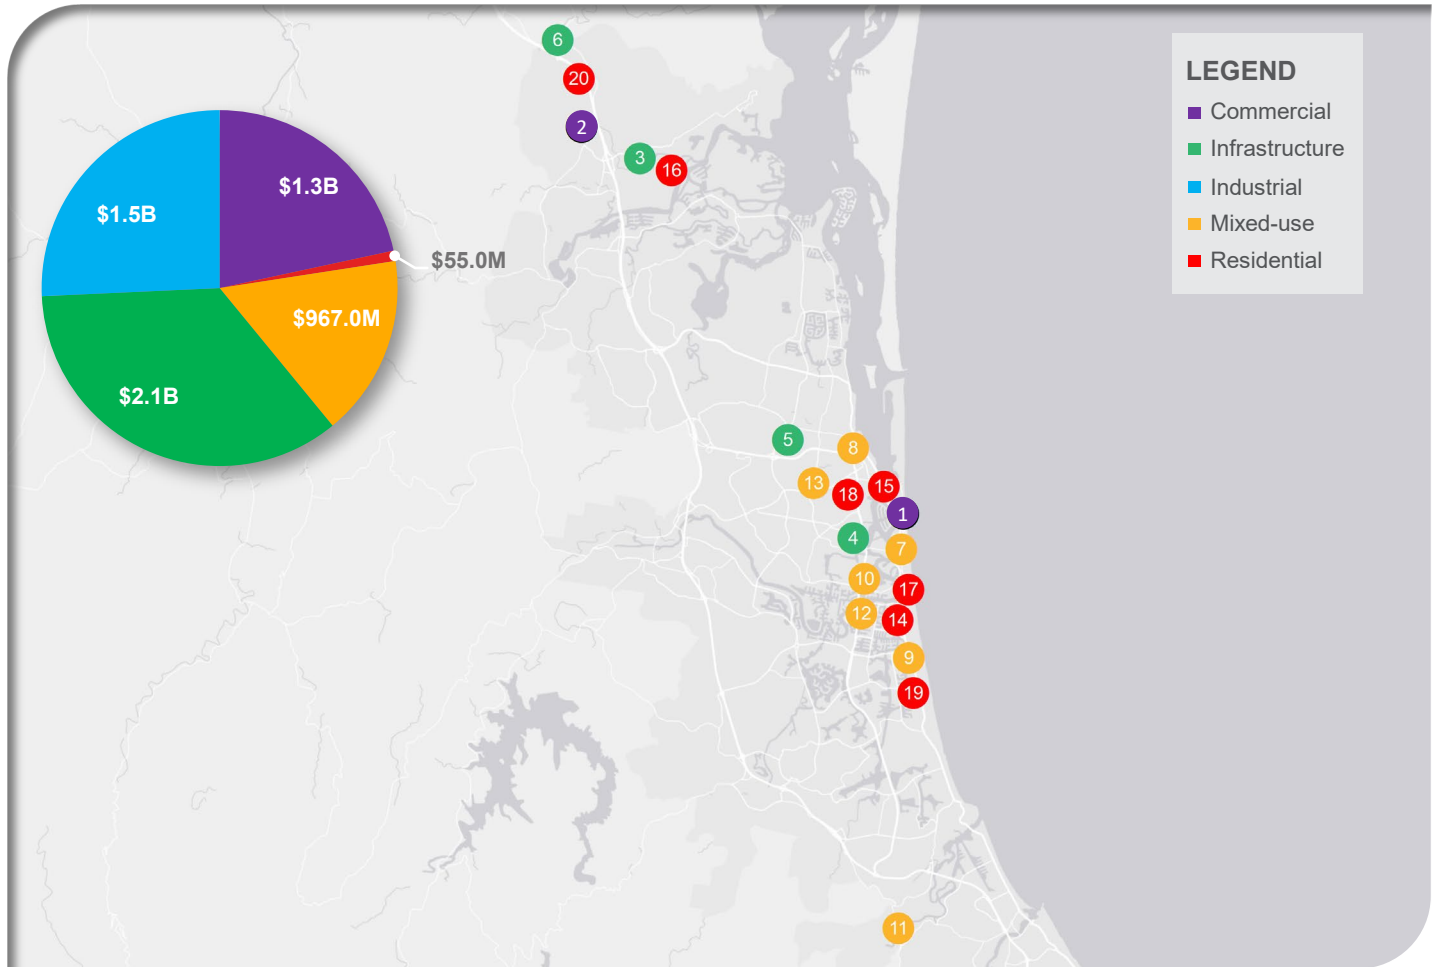 6
20
2
3
16
LEGEND
Commercial
Infrastructure
Industrial
Mixed-use
Residential
$1.3B
$1.5B
$55.0M
$967.0M
$2.1B
5
8
13
18
15
1
4
7
10
17
12
14
9
19
11